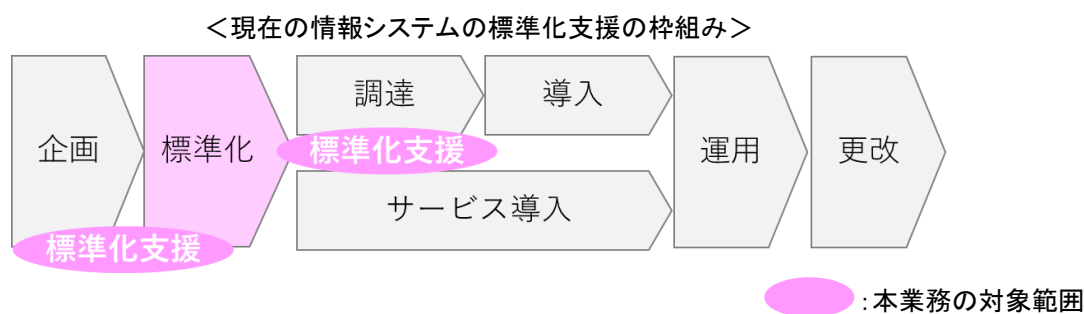 ＜現在の情報システムの標準化支援の枠組み＞
企画
標準化
調達
導入
標準化支援
サービス導入
運用
更改
標準化支援
：本業務の対象範囲